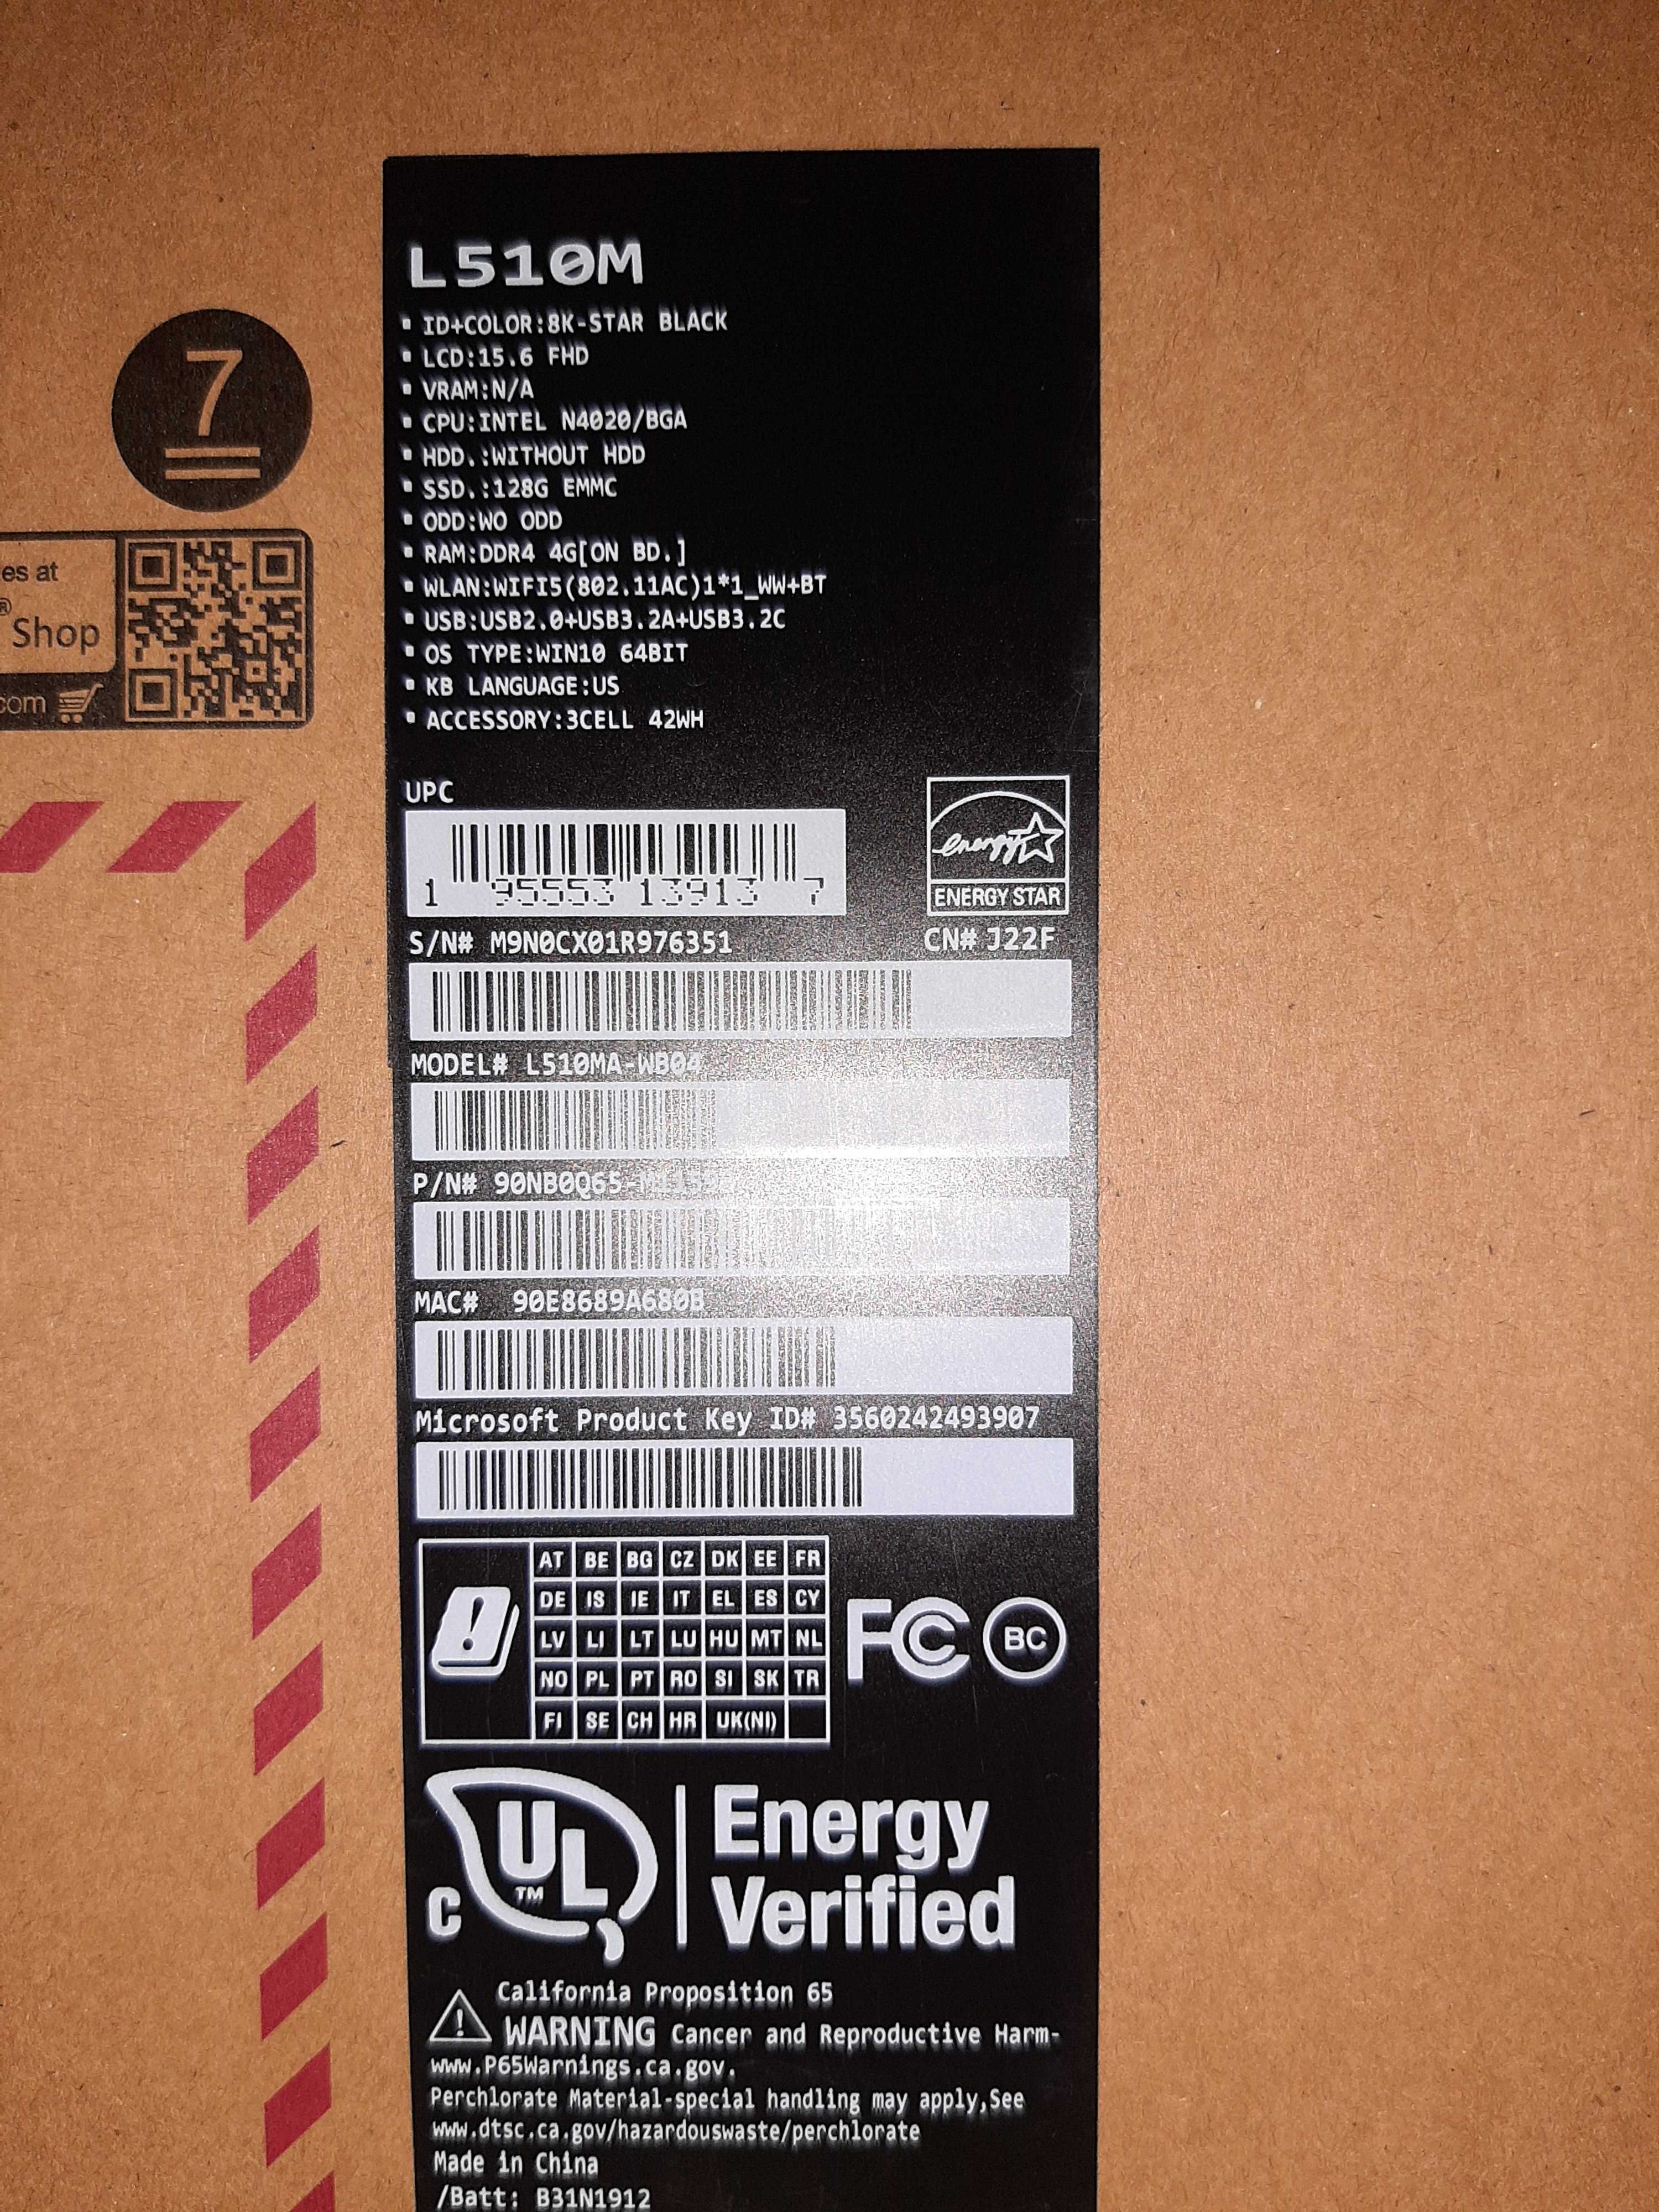 L510M
ID+COLOR:8K-STAR BLACK
LCD:15.6 FHD
VRAM:N/A
CPU:INTEL N4020/BGA
HDD.:WITHOUT HDD
SSD.:128G EMMC
ODD:WO ODD
RAM:DDR4 4G[ON BD.]
WLAN:WIFI5(802.11AC)1*1_WW+BT
USB:USB2.0+USB3.2A+USB3.2C
OS TYPE:WIN10 64BIT
KB LANGUAGE:US
ACCESSORY:3CELL 42WH
7
es at
® Shop
com
UPC
1 95553 13913 7
energy
ENERGY STAR
S/N# M9N0CX01R976351 CN# J22F
MODEL# L510MA-WB04
P/N#
MAC# 90E8689A680B
Microsoft Product Key ID# 3560242493907
AT BE BG CZ DK EE FR
DE IS IE IT EL ES CY
LV LI LT LU HU MT NL
NO PL PT RO SI SK TR
FI SE CH HR UK(NI)
FC BC
C UL TM Energy
Verified
California Proposition 65
WARNING Cancer and Reproductive Harm-
www.P65Warnings.ca.gov.
Perchlorate Material-special handling may apply,See
www.dtsc.ca.gov/hazardouswaste/perchlorate
Made in China
/Batt: B31N1912